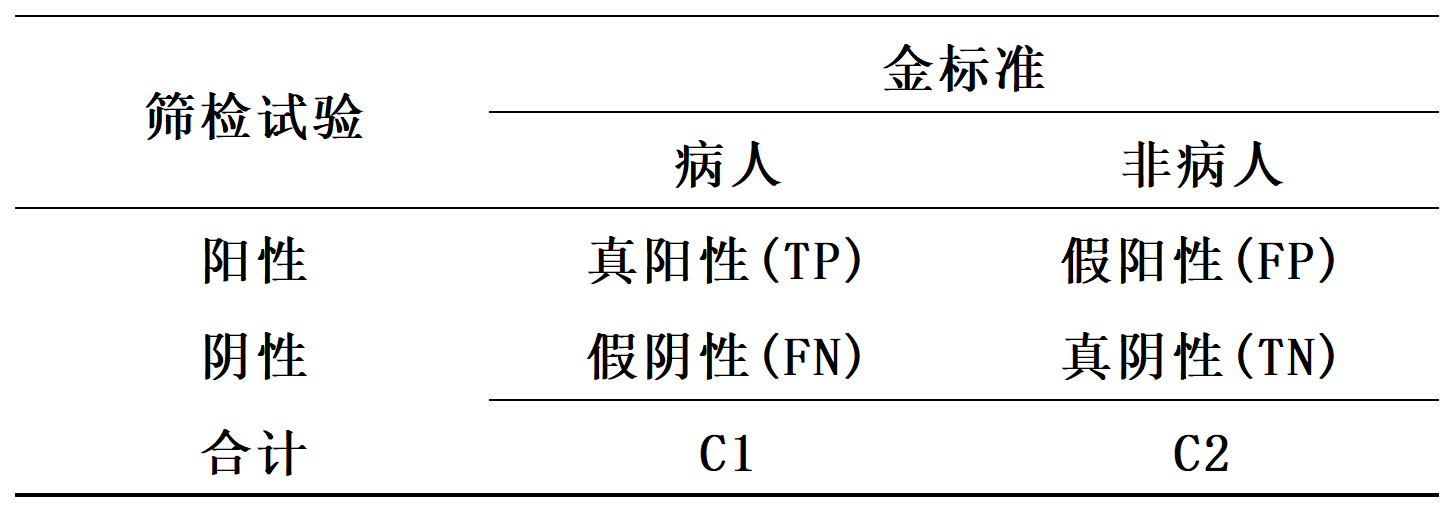 金标准
筛检试验
病人 非病人
阳性 真阳性(TP) 假阳性(FP)
阴性 假阴性(FN) 真阴性(TN)
合计 C1 C2